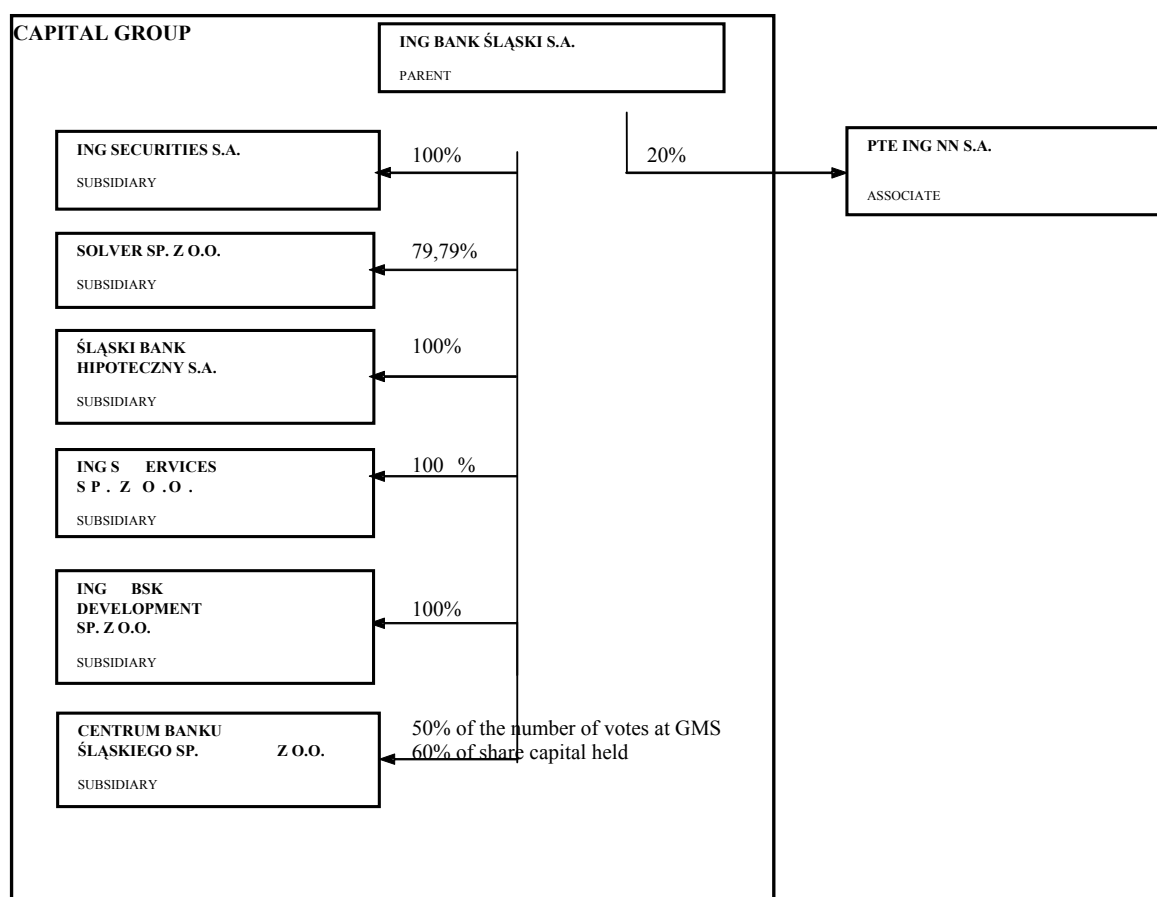 CAPITAL GROUP
ING BANK ŚLĄSKI S.A.
PARENT
ING SECURITIES S.A.
SUBSIDIARY
100%
20%
PTE ING NN S.A.
ASSOCIATE
SOLVER SP. Z O.O.
SUBSIDIARY
79,79%
ŚLĄSKI BANK
HIPOTECZNY S.A.
SUBSIDIARY
100%
ING S ERVICES
S P . Z O .O .
SUBSIDIARY
100 %
ING BSK
DEVELOPMENT
SP. Z O.O.
SUBSIDIARY
100%
CENTRUM BANKU
ŚLĄSKIEGO SP. Z O.O.
SUBSIDIARY
50% of the number of votes at GMS
60% of share capital held